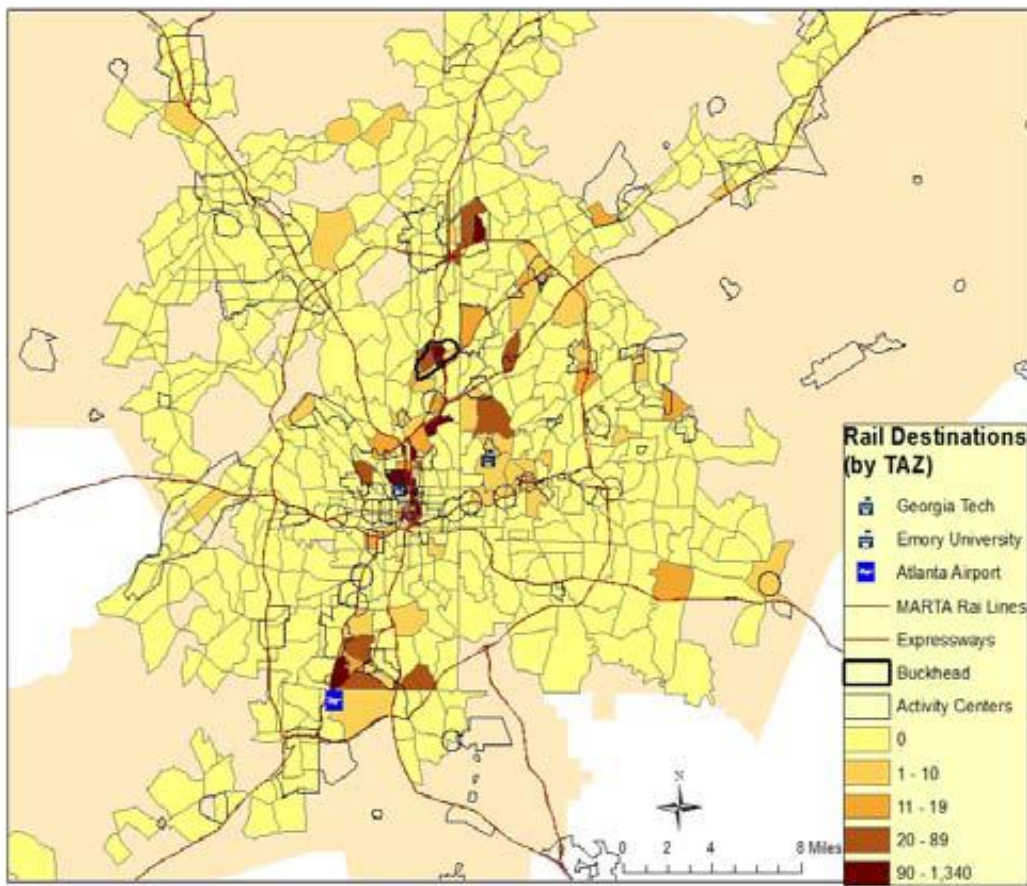 Rail Destinations
(by TAZ)
Georgia Tech
Emory University
Atlanta Airport
MARTA Rai Lines
Expressways
Buckhead
Activity Centers
0
1 - 10
11 - 19
20 - 89
90 - 1,340
N
0 2 4 8 Miles